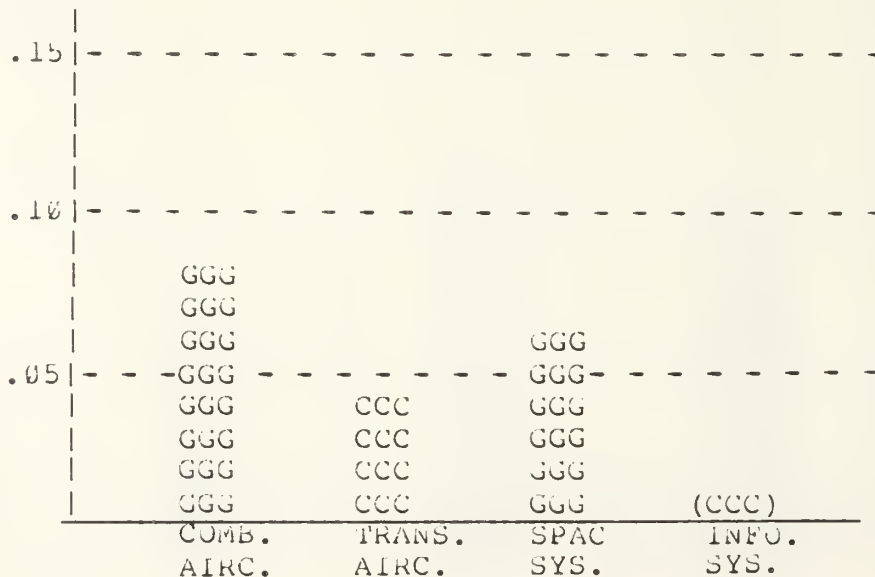 .15
.10
GGG
GGG
GGG GGG
.05 GGG GGG
GGG CCC GGG
GGG CCC GGG
GGG CCC GGG
GGG CCC GGG (CCC)
COMB. TRANS. SPAC INFO.
AIRC. AIRC. SYS. SYS.